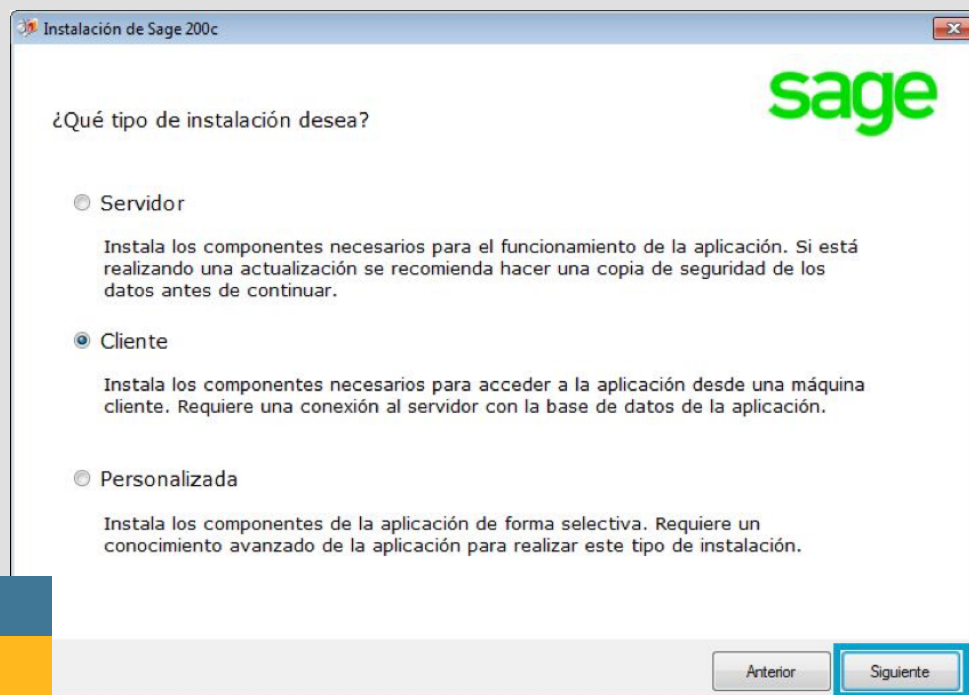 Instalación de Sage 200c
sage
¿Qué tipo de instalación desea?
Servidor
Instala los componentes necesarios para el funcionamiento de la aplicación. Si está
realizando una actualización se recomienda hacer una copia de seguridad de los
datos antes de continuar.
Cliente
Instala los componentes necesarios para acceder a la aplicación desde una máquina
cliente. Requiere una conexión al servidor con la base de datos de la aplicación.
Personalizada
Instala los componentes de la aplicación de forma selectiva. Requiere un
conocimiento avanzado de la aplicación para realizar este tipo de instalación.
Anterior
Siguiente